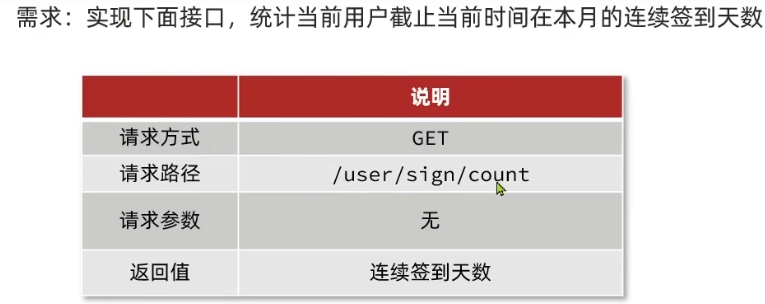 需求：实现下面接口，统计当前用户截止当前时间在本月的连续签到天数
说明
请求方式 GET
请求路径 /user/sign/count
请求参数 无
返回值 连续签到天数